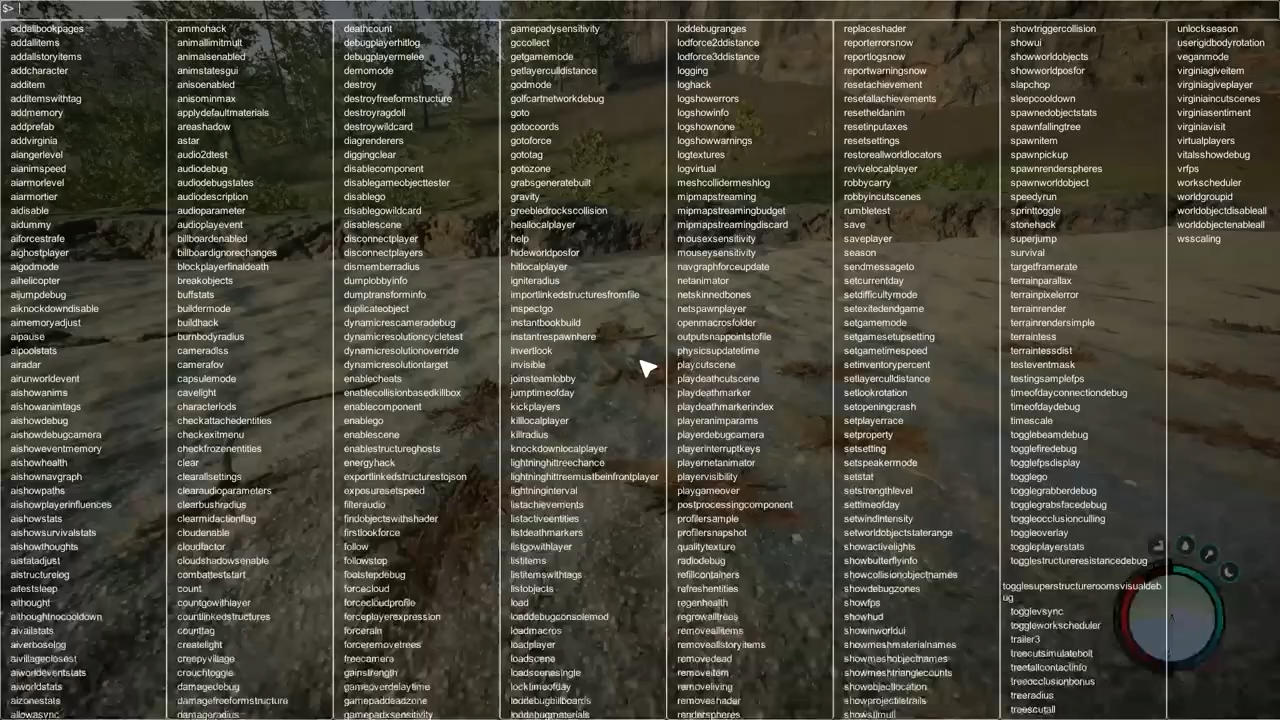 $>
addallbookpages
addallitems
addallstoryitems
addcharacter
additem
additemswithtag
addmemory
addprefab
addvirginia
aiangerlevel
aianimspeed
aiarmorlevel
aiarmortier
aidisable
aidummy
aiforcestrafe
aighostplayer
aigodmode
aihelicopter
aijumpdebug
aiknockdowndisable
aimemoryadjust
aipause
aipoolstats
airadar
airunworldevent
aishowanims
aishowanimtags
aishowdebug
aishowdebugcamera
aishoweventmemory
aishowhealth
aishownavgraph
aishowpaths
aishowplayerinfluences
aishowstats
aishowsurvivalstats
aishowthoughts
aistatadjust
aistructurelog
aitestsleep
aithought
aithoughtnocooldown
aivailstats
aiverboselog
aivillageclosest
aiworldeventstats
aiworldstats
aizonestats
allowasync
ammohack
animallimitmult
animalsenabled
animstatesgui
anisoenabled
anisominmax
applydefaultmaterials
areashadow
astar
audio2dtest
audiodebug
audiodebugstates
audiodescription
audioparameter
audioplayevent
billboardenabled
billboardignorechanges
blockplayerfinaldeath
breakobjects
buffstats
buildermode
buildhack
burnbodyradius
cameradlss
camerafov
capsulemode
cavelight
characterlods
checkattachedentities
checkexitmenu
checkfrozenentities
clear
clearallsettings
clearaudioparameters
clearbushradius
clearmidactionflag
cloudenable
cloudfactor
cloudshadowsenable
combatteststart
count
countgowithlayer
countlinkedstructures
counttag
createlight
creepyvillage
crouchtoggle
damagedebug
damagefreeformstructure
damageradius
deathcount
debugplayerhitlog
debugplayermelee
demomode
destroy
destroyfreeformstructure
destroyragdoll
destroywildcard
diagrenderers
diggingclear
disablecomponent
disablegameobjecttester
disablego
disablegowildcard
disablescene
disconnectplayer
disconnectplayers
dismemberradius
dumplobbyinfo
dumptransforminfo
duplicateobject
dynamicrescameradebug
dynamicresolutioncycletest
dynamicresolutionoverride
dynamicresolutiontarget
enablecheats
enablecollisionbasedkillbox
enablecomponent
enablego
enablescene
enablestructureghosts
energyhack
exportlinkedstructurestojson
exposuresetspeed
filteraudio
findobjectswithshader
firstlookforce
follow
followstop
footstepdebug
forcecloud
forcecloudprofile
forceplayerexpression
forcerain
forceremovetrees
freecamera
gainstrength
gameoverdelaytime
gamepaddeadzone
gamepadxsensitivity
gamepadysensitivity
gccollect
getgamemode
getlayerculldistance
godmode
golfcartnetworkdebug
goto
gotocoords
gotoforce
gototag
gotozone
grabsgeneratebuilt
gravity
greebledrockscollision
heallocalplayer
help
hideworldposfor
hitlocalplayer
igniteradius
importlinkedstructuresfromfile
inspectgo
instantbookbuild
instantrespawnhere
invertlook
invisible
joinsteamlobby
jumptimeofday
kickplayers
killlocalplayer
killradius
knockdownlocalplayer
lightninghittreechance
lightninghittreemustbeinfrontplayer
lightninginterval
listachievements
listactiveentities
listdeathmarkers
listgowithlayer
listitems
listitemswithtags
listobjects
load
loaddebugconsolemod
loadmacros
loadplayer
loadscene
loadscenesingle
locktimeofday
loddebugbillboards
loddebugmaterials
loddebugranges
lodforce2ddistance
lodforce3ddistance
logging
loghack
logshowerrors
logshowinfo
logshownone
logshowwarnings
logtextures
logvirtual
meshcollidermeshlog
mipmapstreaming
mipmapstreamingbudget
mipmapstreamingdiscard
mousexsensitivity
mouseysensitivity
navgraphforceupdate
netanimator
netskinnedbones
netspawnplayer
openmacrosfolder
outputsnappointstofile
physicsupdatetime
playcutscene
playdeathcutscene
playdeathmarker
playdeathmarkerindex
playeranimparams
playerdebugcamera
playerinterruptkeys
playernetanimator
playervisibility
playgameover
postprocessingcomponent
profilersample
profilersnapshot
qualitytexture
radiodebug
refillcontainers
refreshentities
regenhealth
regrowalltrees
removeallitems
removeallstoryitems
removedead
removeitem
removeliving
removeshader
renderspheres
replaceshader
reporterrorsnow
reportlogsnow
reportwarningsnow
resetachievement
resetallachievements
resetheldanim
resetinputaxes
resetsettings
restoreallworldlocators
revivelocalplayer
robbycarry
robbyincutscenes
rumbletest
save
saveplayer
season
sendmessageto
setcurrentday
setdifficultymode
setexitedendgame
setgamemode
setgamesetupsetting
setgametimespeed
setinventorypercent
setlayerculldistance
setlookrotation
setopeningcrash
setplayerrace
setproperty
setsetting
setspeakermode
setstat
setstrengthlevel
settimeofday
setwindintensity
setworldobjectstaterange
showactivelights
showbutterflyinfo
showcollisionobjectnames
showdebugzones
showfps
showhud
showinworldui
showmeshmaterialnames
showmeshobjectnames
showmeshtrianglecounts
showobjectlocation
showprojectiletrails
showstimuli
showtriggercollision
showui
showworldobjects
showworldposfor
slapchop
sleepcooldown
spawnedobjectstats
spawnfallingtree
spawnitem
spawnpickup
spawnrenderspheres
spawnworldobject
speedyrun
sprinttoggle
stonehack
superjump
survival
targetframerate
terrainparallax
terrainpixelerror
terrainrender
terrainrendersimple
terraintess
terraintessdist
testeventmask
testingsamplefps
timeofdayconnectiondebug
timescale
togglebeamdebug
togglefiredebug
togglefpsdisplay
togglego
togglegrabberdebug
togglegrabsfacedebug
toggleocclusionculling
toggleoverlay
toggleplayerstats
togglestructureresistancedebug
togglesuperstructureroomsvisualdeb
ug
togglevsync
toggleworkscheduler
trailer3
treecutsimulatebolt
treefallcontactinfo
treeocclusionbonus
treeradius
treescutall
unlockseason
userigidbodyrotation
veganmode
virginiagiveitem
virginiagiveplayer
virginiaincutscenes
virginiasentiment
virginiavisit
virtualplayers
vitalsshowdebug
vrfps
workscheduler
worldgroupid
worldobjectdisableall
worldobjectenableall
wsscaling